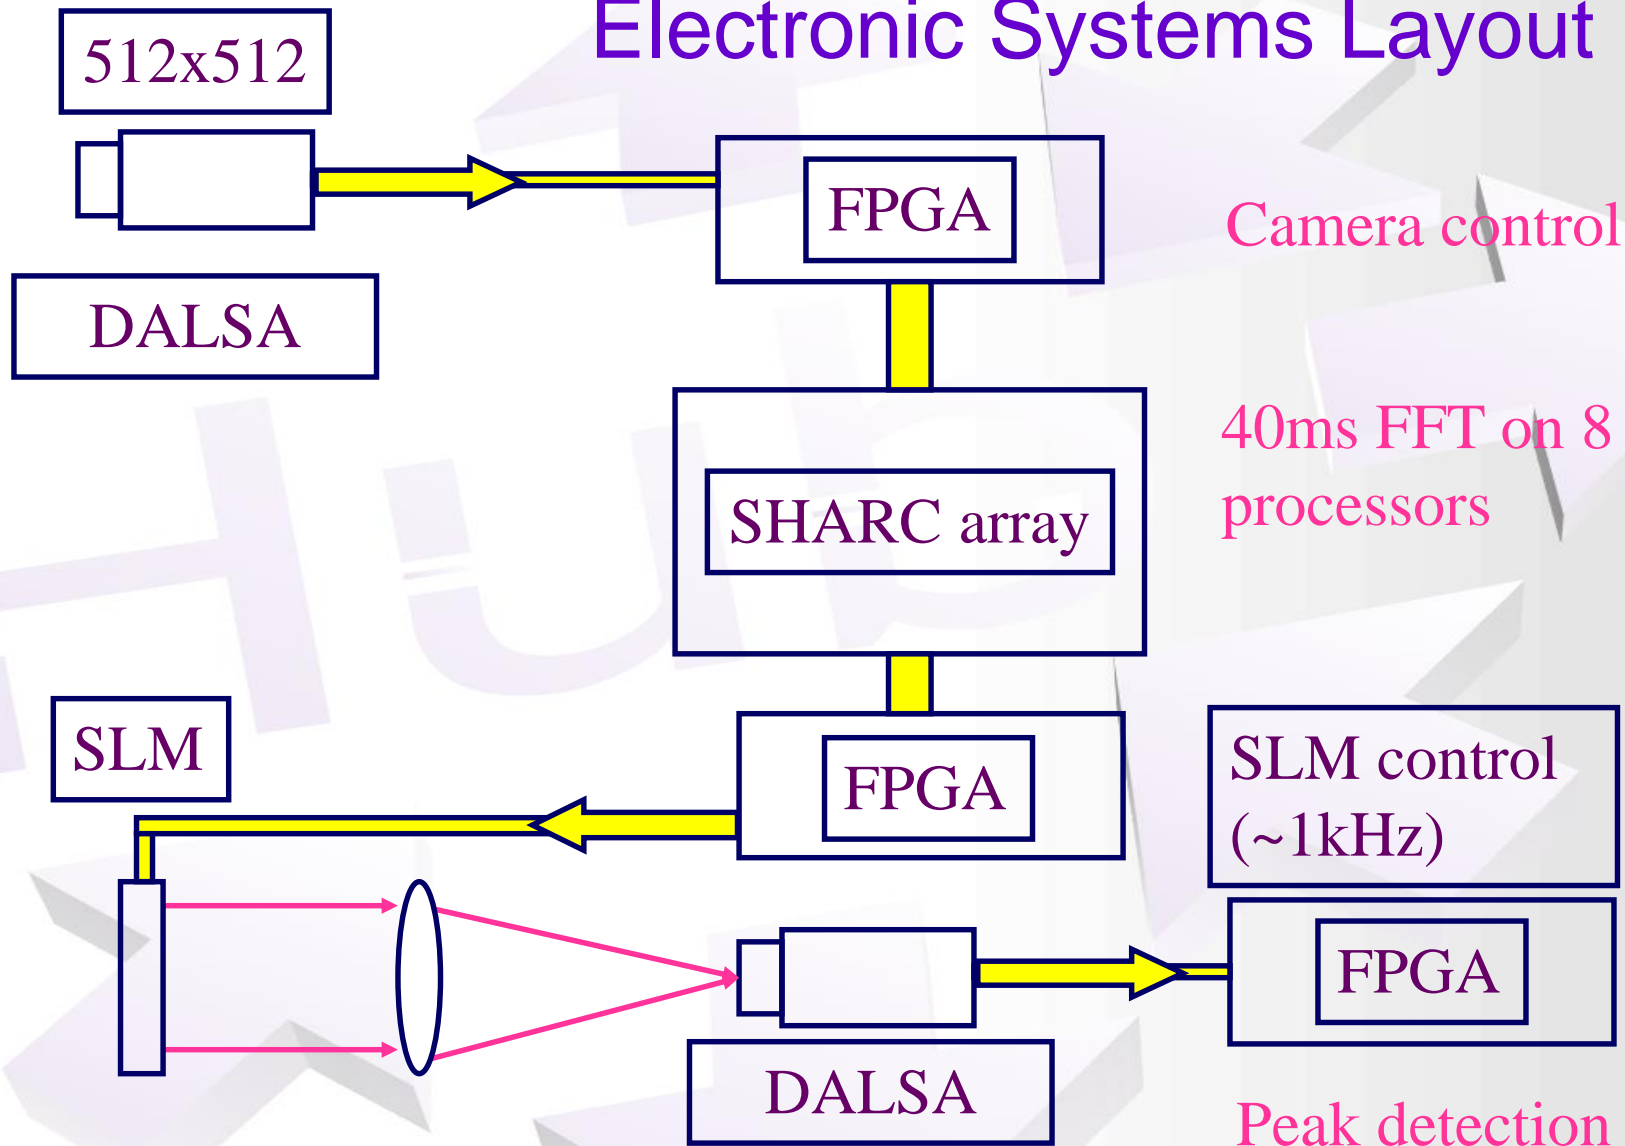 Electronic Systems Layout
512x512
FPGA
Camera control
DALSA
40ms FFT on 8
processors
SHARC array
SLM
FPGA
SLM control
(~1kHz)
FPGA
DALSA
Peak detection
Hub